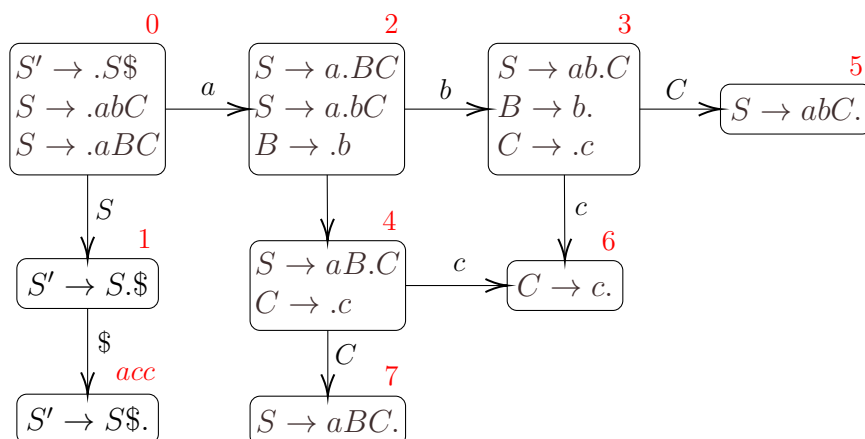 0
S′ → .S$
S → .abC
S → .aBC
a
2
S → a.BC
S → a.bC
B → .b
b
3
S → ab.C
B → b.
C → .c
C
5
S → abC.
S
1
S′ → S.$
4
S → aB.C
C → .c
c
c
6
C → c.
$
acc
S′ → S$.
C
7
S → aBC.